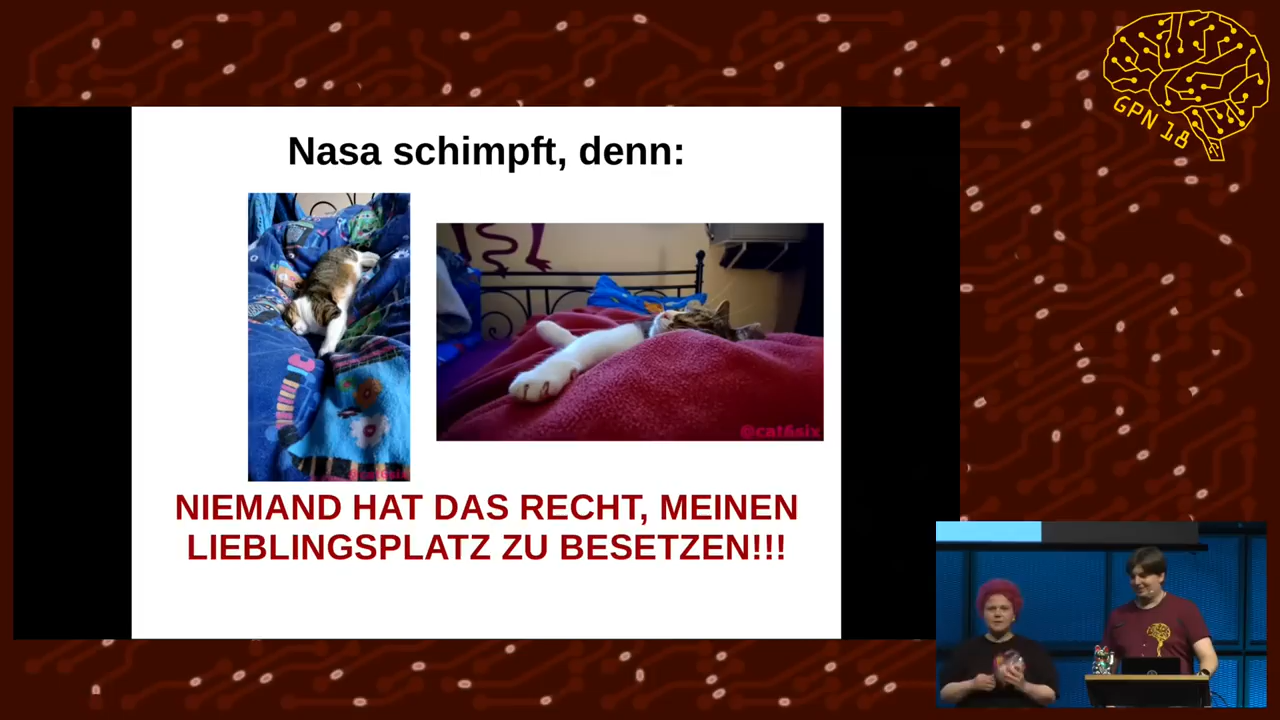 GPN 18
Nasa schimpft, denn:
@cat6six
NIEMAND HAT DAS RECHT, MEINEN
LIEBLINGSPLATZ ZU BESETZEN!!!